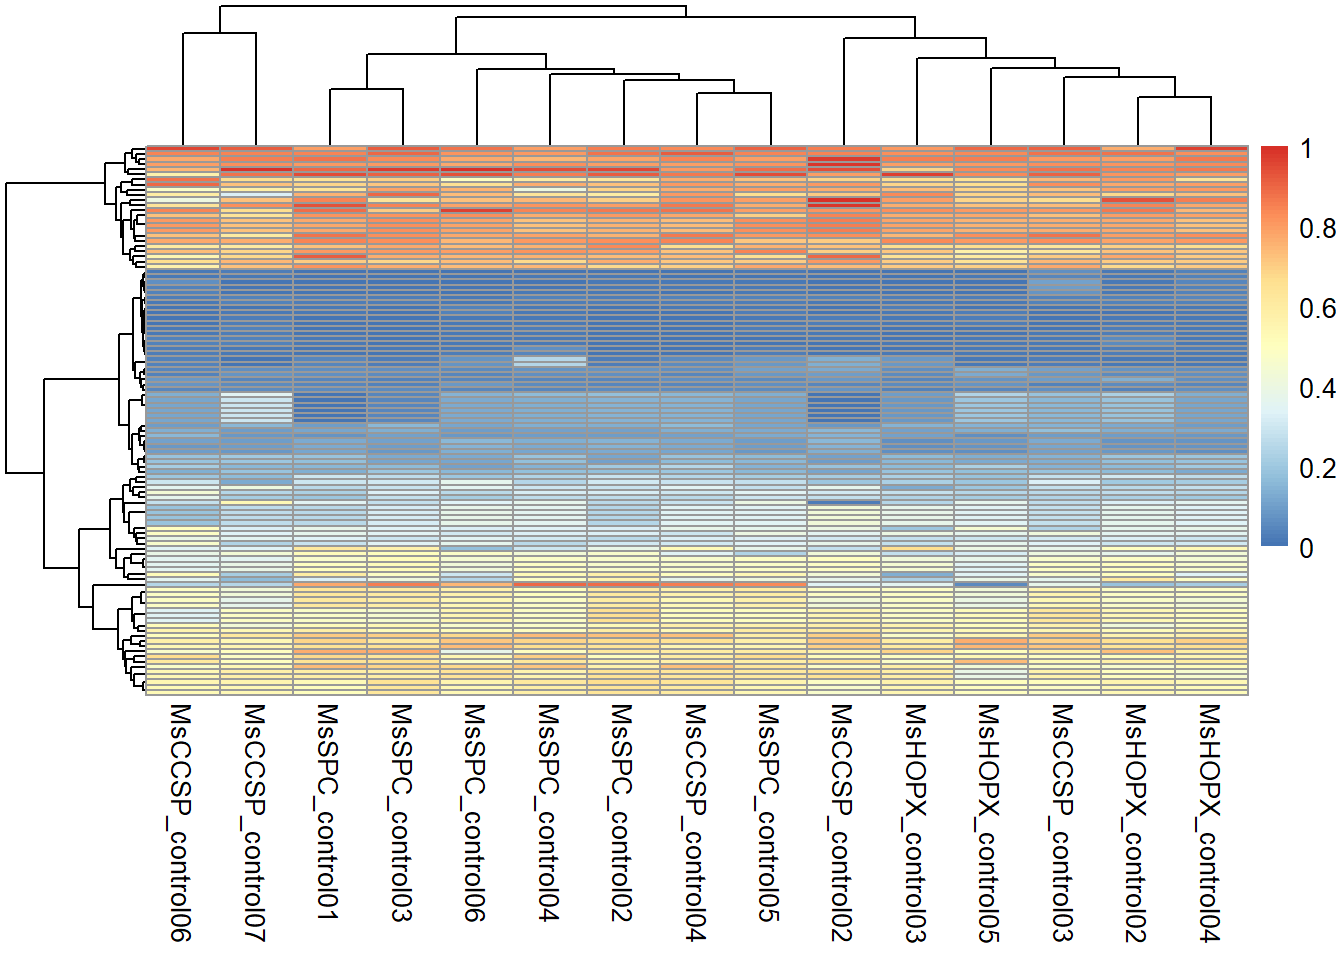 1
0.8
0.6
0.4
0.2
0
MsCCSP_control06
MsCCSP_control07
MsSPC_control01
MsSPC_control03
MsSPC_control06
MsSPC_control04
MsSPC_control02
MsCCSP_control04
MsSPC_control05
MsCCSP_control02
MsHOPX_control03
MsHOPX_control05
MsCCSP_control03
MsHOPX_control02
MsHOPX_control04